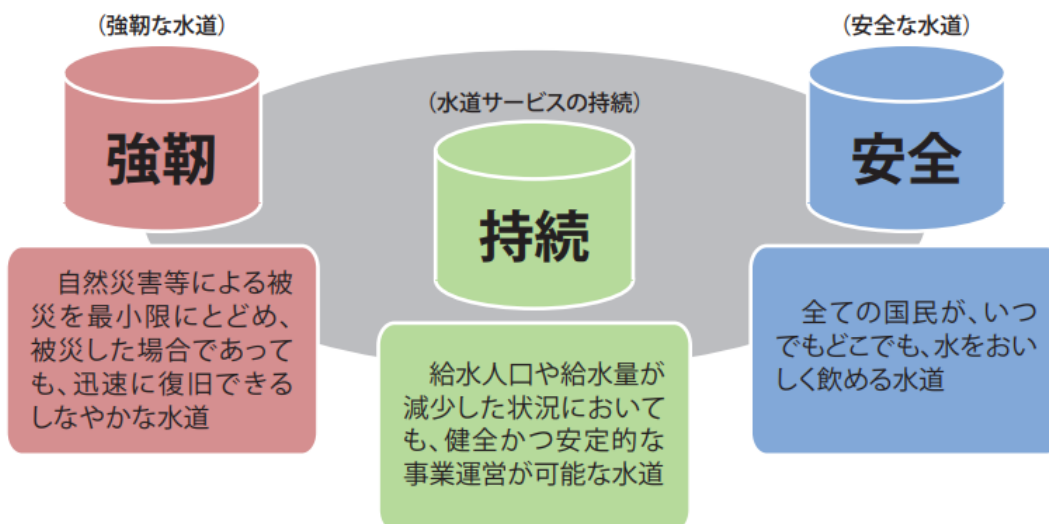 (強靭な水道)
強靭
自然災害等による被
災を最小限にとどめ、
被災した場合であって
も、迅速に復旧できる
しなやかな水道
(水道サービスの持続)
持続
給水人口や給水量が
減少した状況において
も、健全かつ安定的な
事業運営が可能な水道
(安全な水道)
安全
全ての国民が、いつ
でもどこでも、水をおい
しく飲める水道